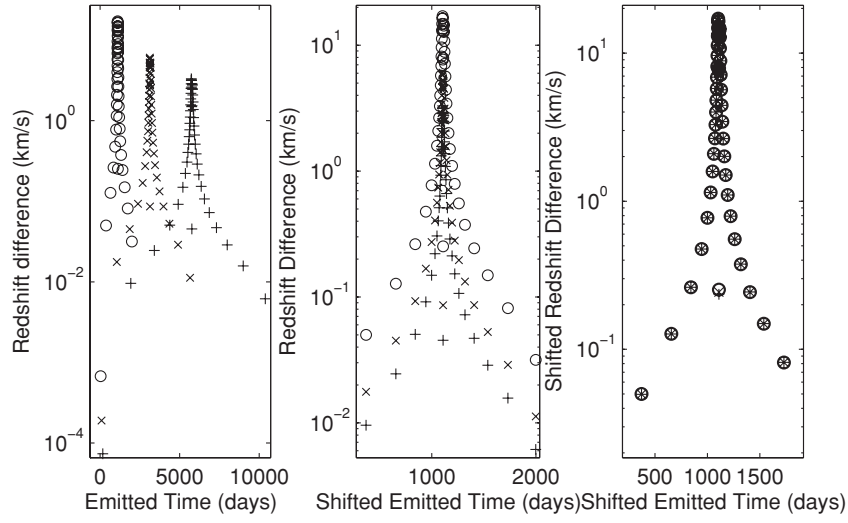 Redshift difference (km/s)
10^0
10^-2
10^-4
0 5000 10000
Emitted Time (days)
Redshift Difference (km/s)
10^1
10^0
10^-1
10^-2
1000 2000
Shifted Emitted Time (days)
Shifted Redshift Difference (km/s)
10^1
10^0
10^-1
500 1000 1500
Shifted Emitted Time (days)